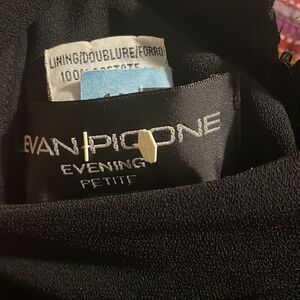 LINING/DOUBLURE/FORRO
100% ACETATE
EVAN-PICONE
EVENING
PETITE